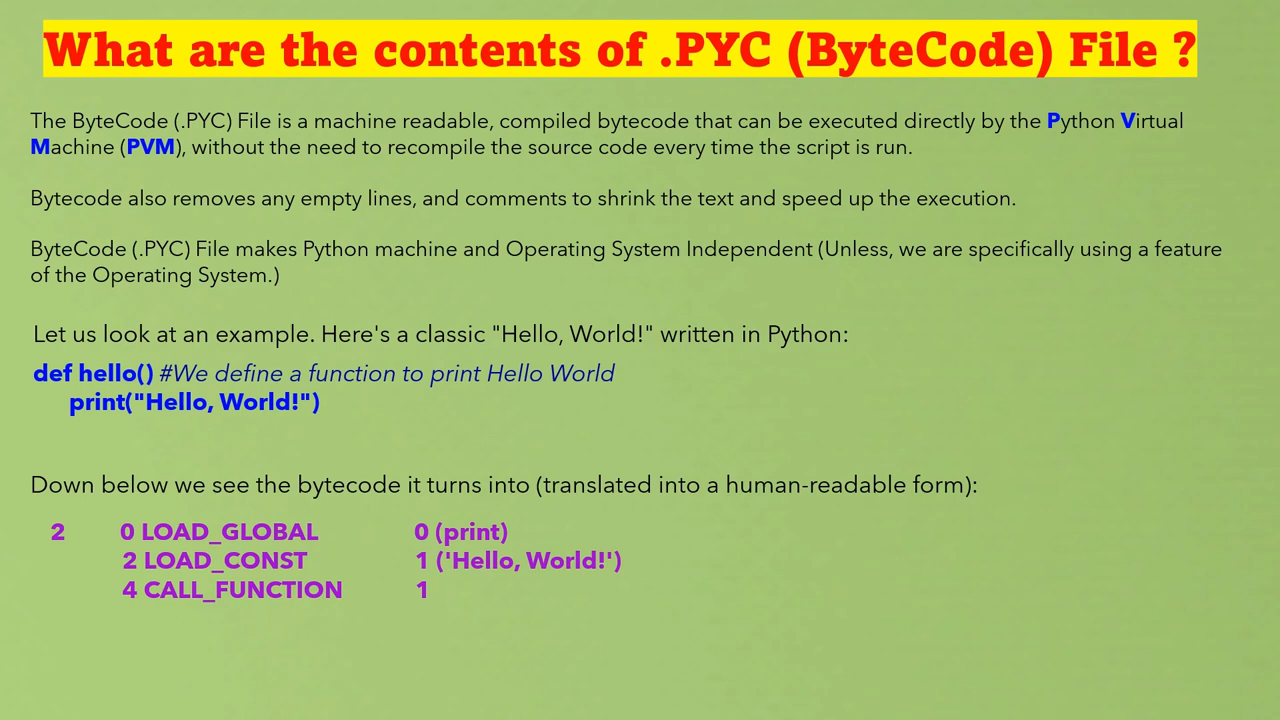 What are the contents of .PYC (ByteCode) File ?
The ByteCode (.PYC) File is a machine readable, compiled bytecode that can be executed directly by the Python Virtual
Machine (PVM), without the need to recompile the source code every time the script is run.
Bytecode also removes any empty lines, and comments to shrink the text and speed up the execution.
ByteCode (.PYC) File makes Python machine and Operating System Independent (Unless, we are specifically using a feature
of the Operating System.)
Let us look at an example. Here's a classic "Hello, World!" written in Python:
def hello() #We define a function to print Hello World
print("Hello, World!")
Down below we see the bytecode it turns into (translated into a human-readable form):
2 0 LOAD_GLOBAL 0 (print)
2 LOAD_CONST 1 ('Hello, World!')
4 CALL_FUNCTION 1